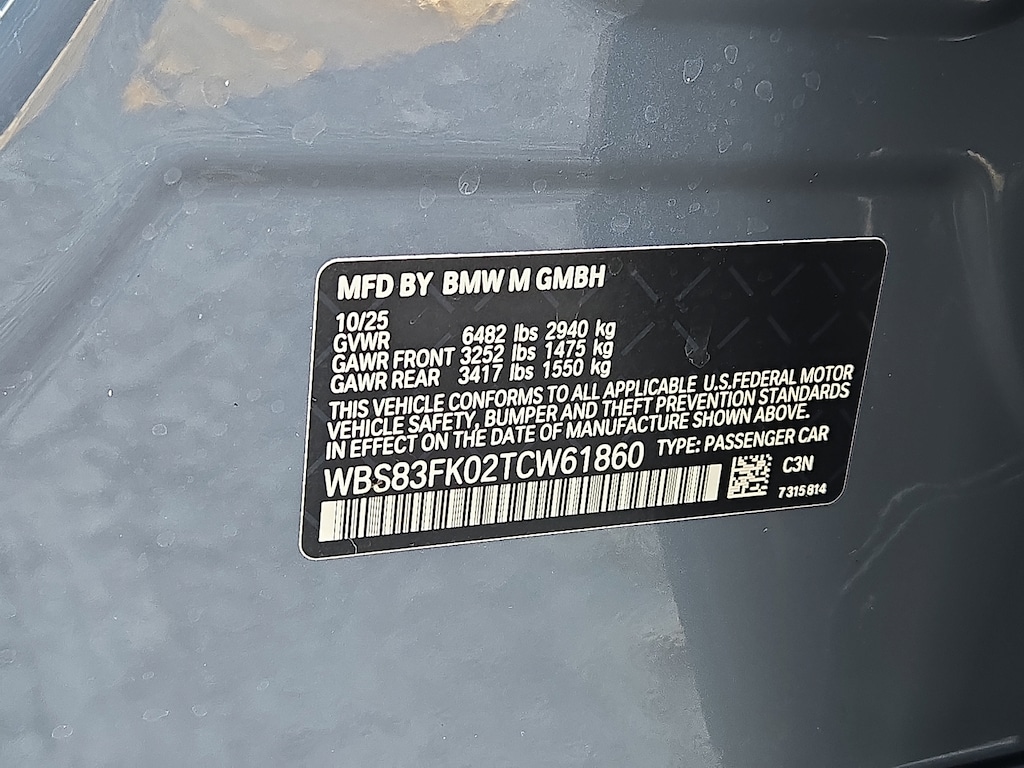 MFD BY BMW M GMBH
10/25
GVWR 6482 lbs 2940 kg
GAWR FRONT 3252 lbs 1475 kg
GAWR REAR 3417 lbs 1550 kg
THIS VEHICLE CONFORMS TO ALL APPLICABLE U.S.FEDERAL MOTOR
VEHICLE SAFETY, BUMPER AND THEFT PREVENTION STANDARDS
IN EFFECT ON THE DATE OF MANUFACTURE SHOWN ABOVE.
WBS83FK02TCW61860 TYPE: PASSENGER CAR
C3N
7315814